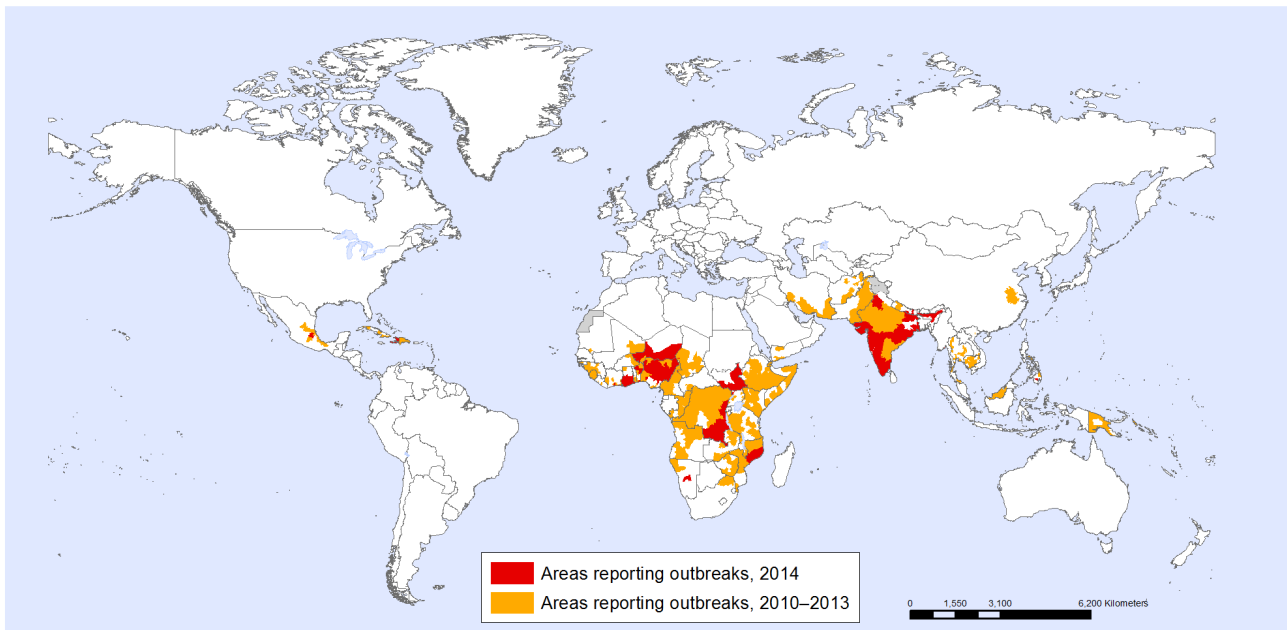 Areas reporting outbreaks, 2014
Areas reporting outbreaks, 2010–2013
0 1,550 3,100 6,200 Kilometers